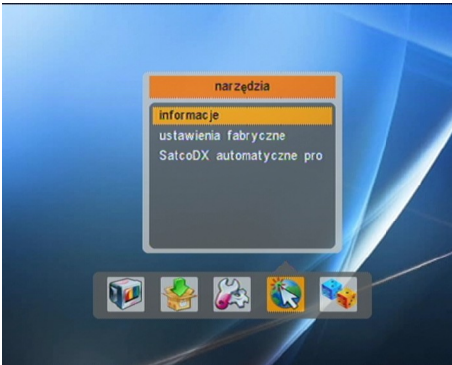 narzędzia
informacje
ustawienia fabryczne
SatcoDX automatyczne pro